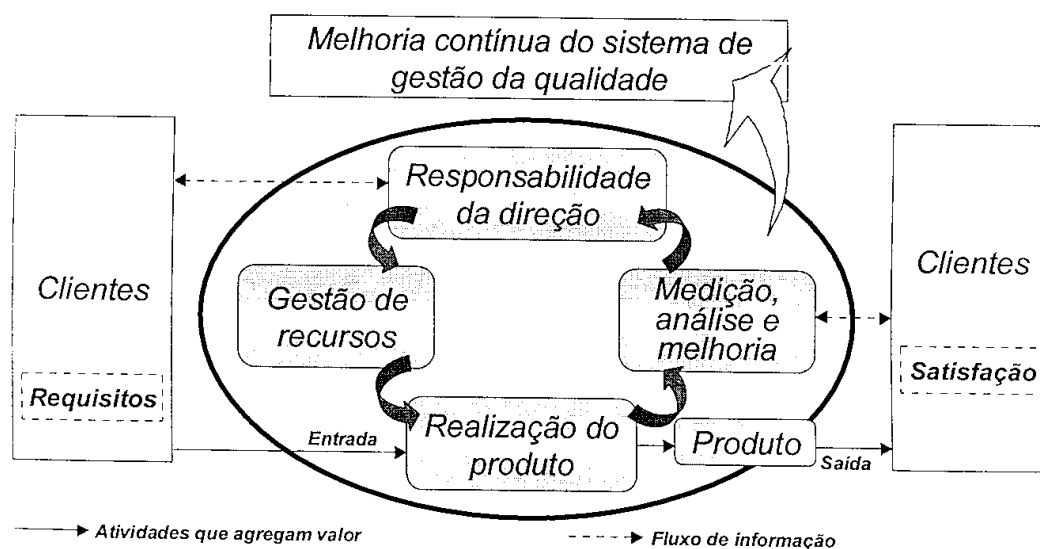 Melhoria contínua do sistema de
gestão da qualidade
Responsabilidade
da direção
Clientes
Requisitos
Gestão de
recursos
Medição,
análise e
melhoria
Clientes
Satisfação
Entrada
Realização do
produto
Produto
Saída
Atividades que agregam valor
Fluxo de informação